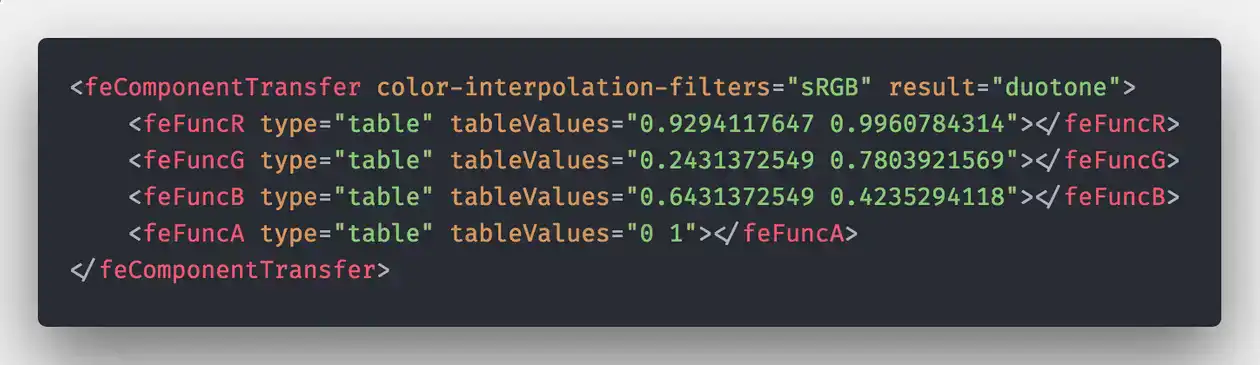 <feComponentTransfer color-interpolation-filters="sRGB" result="duotone">
<feFuncR type="table" tableValues="0.9294117647 0.9960784314"></feFuncR>
<feFuncG type="table" tableValues="0.2431372549 0.7803921569"></feFuncG>
<feFuncB type="table" tableValues="0.6431372549 0.4235294118"></feFuncB>
<feFuncA type="table" tableValues="0 1"></feFuncA>
</feComponentTransfer>